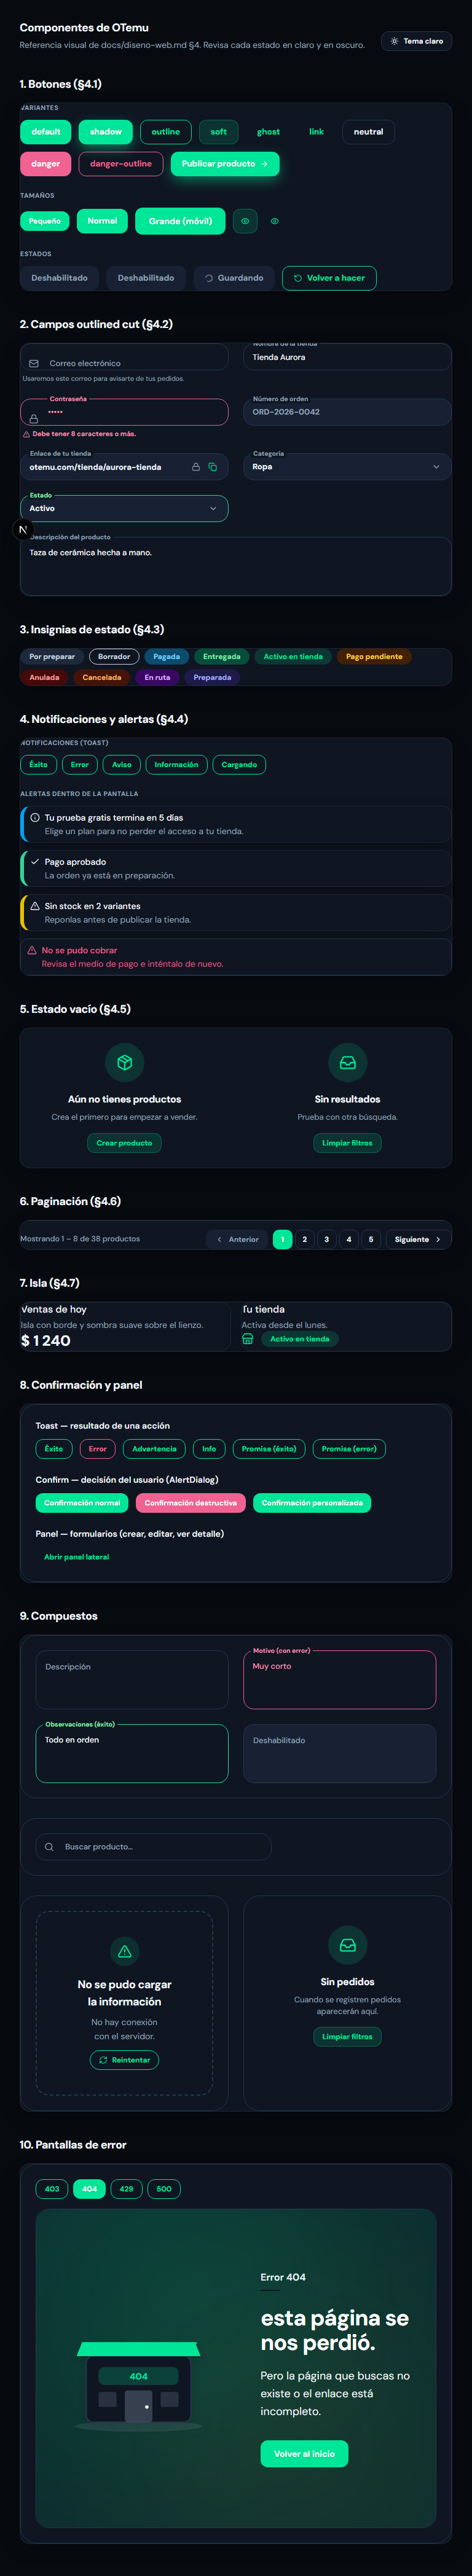 Componentes de OTemu
Referencia visual de docs/diseno-web.md §4. Revisa cada estado en claro y en oscuro.
Tema claro
1. Botones (§4.1)
VARIANTES
default shadow outline soft ghost link neutral
danger danger-outline Publicar producto →
TAMAÑOS
Pequeño Normal Grande (móvil)
ESTADOS
Deshabilitado Deshabilitado Guardando Volver a hacer
2. Campos outlined cut (§4.2)
Nombre de la tienda
Correo electrónico Tienda Aurora
Usaremos este correo para avisarte de tus pedidos.
Contraseña Número de orden
••••• ORD-2026-0042
Debe tener 8 caracteres o más.
Enlace de tu tienda Categoría
otemu.com/tienda/aurora-tienda Ropa
Estado
Activo
N
Descripción del producto
Taza de cerámica hecha a mano.
3. Insignias de estado (§4.3)
Por preparar Borrador Pagada Entregada Activo en tienda Pago pendiente
Anulada Cancelada En ruta Preparada
4. Notificaciones y alertas (§4.4)
NOTIFICACIONES (TOAST)
Éxito Error Aviso Información Cargando
ALERTAS DENTRO DE LA PANTALLA
Tu prueba gratis termina en 5 días
Elige un plan para no perder el acceso a tu tienda.
Pago aprobado
La orden ya está en preparación.
Sin stock en 2 variantes
Reponlas antes de publicar la tienda.
No se pudo cobrar
Revisa el medio de pago e inténtalo de nuevo.
5. Estado vacío (§4.5)
Aún no tienes productos Sin resultados
Crea el primero para empezar a vender. Prueba con otra búsqueda.
Crear producto Limpiar filtros
6. Paginación (§4.6)
Mostrando 1 – 8 de 38 productos Anterior 1 2 3 4 5 Siguiente
7. Isla (§4.7)
Ventas de hoy Tu tienda
Isla con borde y sombra suave sobre el lienzo. Activa desde el lunes.
$ 1 240 Activo en tienda
8. Confirmación y panel
Toast — resultado de una acción
Éxito Error Advertencia Info Promise (éxito) Promise (error)
Confirm — decisión del usuario (AlertDialog)
Confirmación normal Confirmación destructiva Confirmación personalizada
Panel — formularios (crear, editar, ver detalle)
Abrir panel lateral
9. Compuestos
Motivo (con error)
Descripción Muy corto
Observaciones (éxito)
Todo en orden Deshabilitado
Buscar producto...
No se pudo cargar
la información
No hay conexión
con el servidor.
Reintentar
Sin pedidos
Cuando se registren pedidos
aparecerán aquí.
Limpiar filtros
10. Pantallas de error
403 404 429 500
404
Error 404
esta página se
nos perdió.
Pero la página que buscas no
existe o el enlace está
incompleto.
Volver al inicio